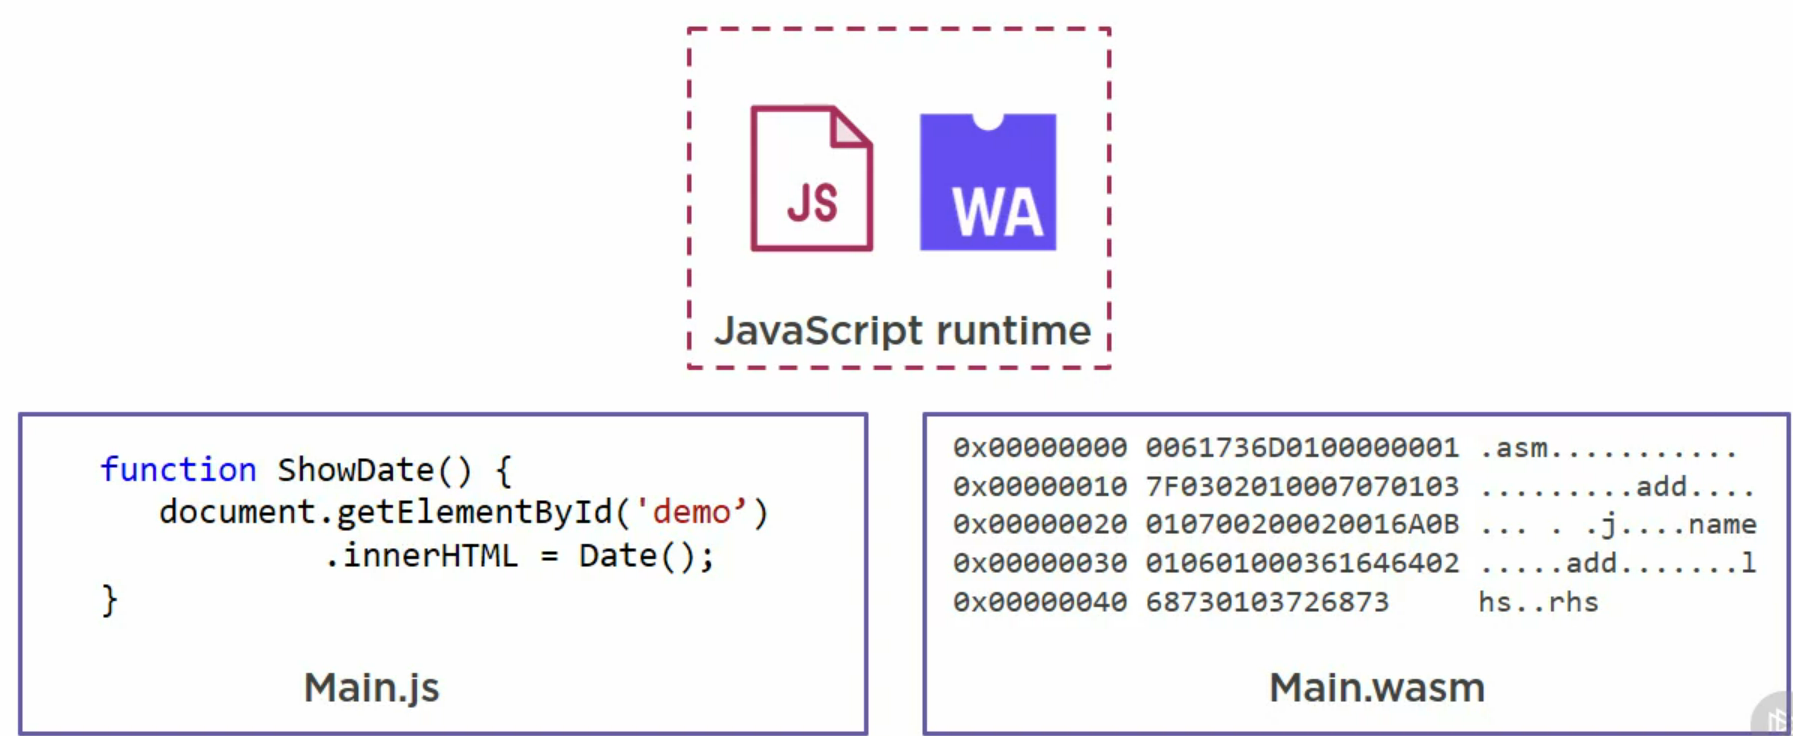 JS
WA
JavaScript runtime
function ShowDate() {
document.getElementById('demo’)
.innerHTML = Date();
}
Main.js
0x00000000 0061736D0100000001 .asm...........
0x00000010 7F0302010007070103 .........add....
0x00000020 010700200020016A0B ... . .j....name
0x00000030 010601000361646402 .....add.......l
0x00000040 68730103726873 hs..rhs
Main.wasm